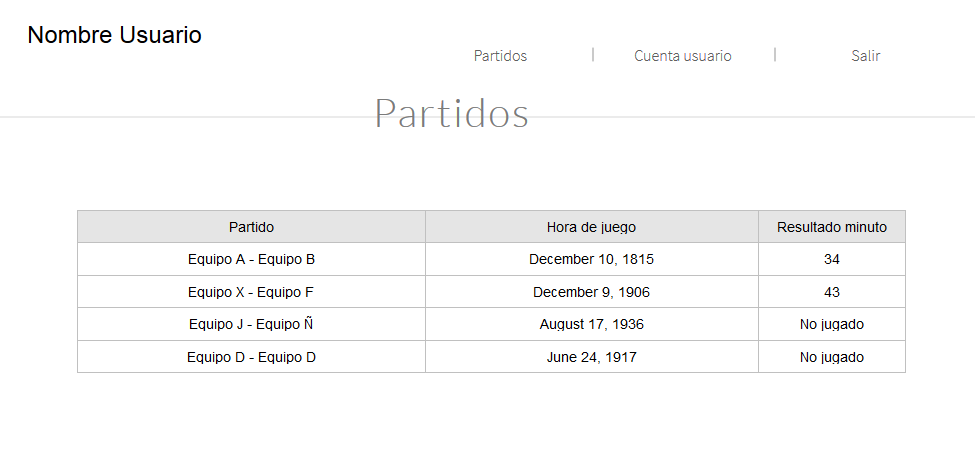 Nombre Usuario
Partidos | Cuenta usuario | Salir
Partidos
Partido Hora de juego Resultado minuto
Equipo A - Equipo B December 10, 1815 34
Equipo X - Equipo F December 9, 1906 43
Equipo J - Equipo Ñ August 17, 1936 No jugado
Equipo D - Equipo D June 24, 1917 No jugado